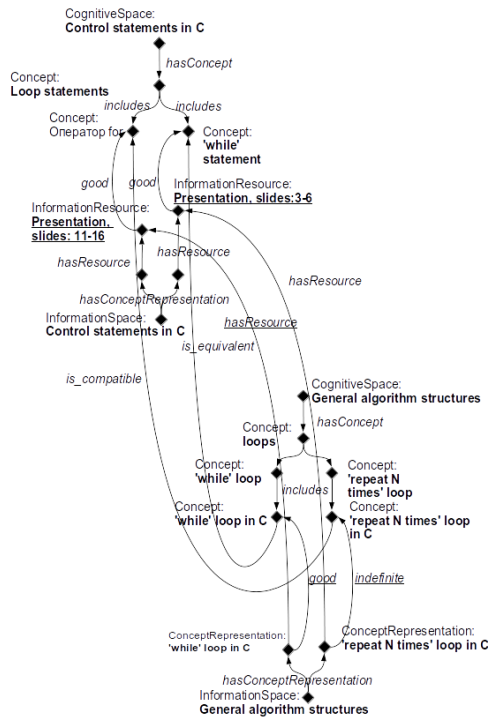 CognitiveSpace:
Control statements in C
hasConcept
Concept:
Loop statements
includes
includes
Concept:
Оператор for
Concept:
'while'
statement
good
good
InformationResource:
Presentation, slides:3-6
InformationResource:
Presentation,
slides: 11-16
hasResource
hasResource
hasResource
hasConceptRepresentation
InformationSpace:
Control statements in C
hasResource
is_equivalent
is_compatible
CognitiveSpace:
General algorithm structures
hasConcept
Concept:
loops
Concept:
'while' loop
Concept:
'repeat N
times' loop
includes
Concept:
'while' loop in C
Concept:
'repeat N times' loop
in C
good
indefinite
ConceptRepresentation:
'while' loop in C
ConceptRepresentation:
'repeat N times' loop in C
hasConceptRepresentation
InformationSpace:
General algorithm structures